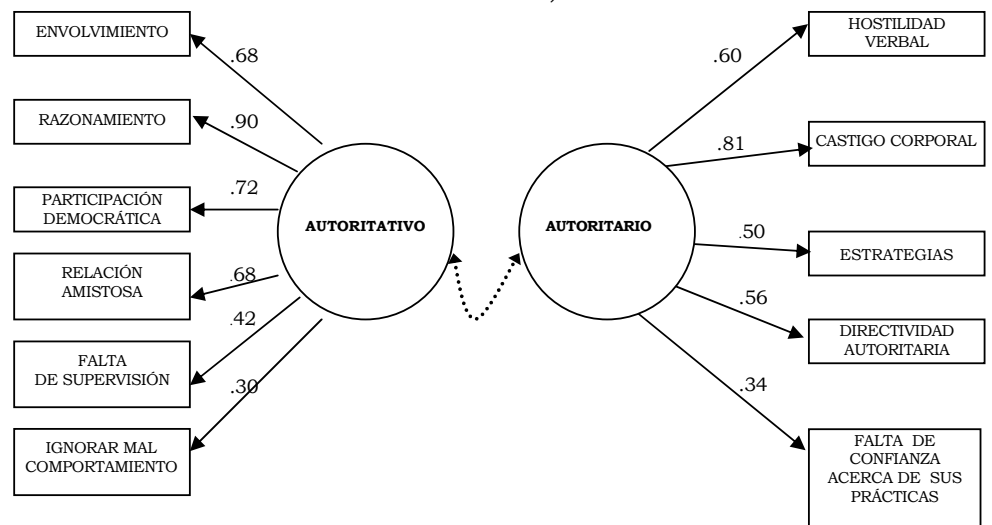 ENVOLVIMIENTO
.68
RAZONAMIENTO
.90
PARTICIPACIÓN
DEMOCRÁTICA
.72
RELACIÓN
AMISTOSA
.68
FALTA
DE SUPERVISIÓN
.42
IGNORAR MAL
COMPORTAMIENTO
.30
AUTORITATIVO
AUTORITARIO
HOSTILIDAD
VERBAL
.60
CASTIGO CORPORAL
.81
ESTRATEGIAS
.50
DIRECTIVIDAD
AUTORITARIA
.56
FALTA DE
CONFIANZA
ACERCA DE SUS
PRÁCTICAS
.34